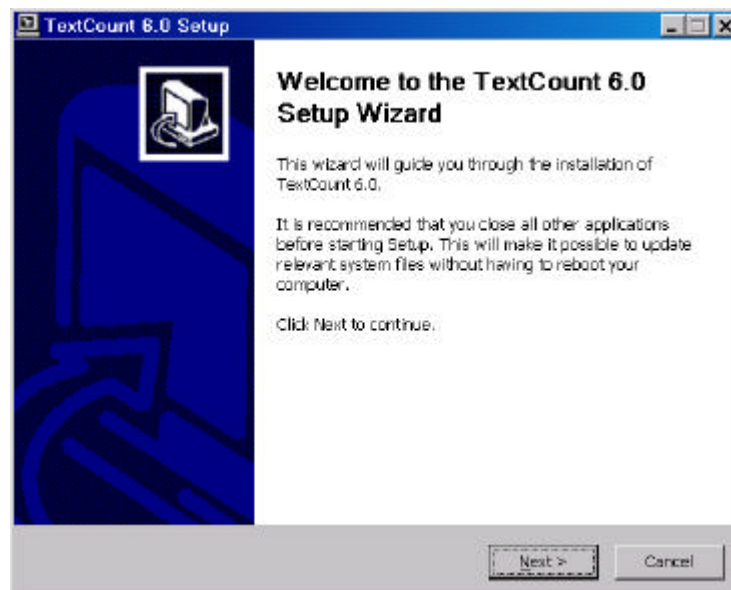 TextCount 6.0 Setup
Welcome to the TextCount 6.0
Setup Wizard
This wizard will guide you through the installation of
TextCount 6.0.
It is recommended that you close all other applications
before starting Setup. This will make it possible to update
relevant system files without having to reboot your
computer.
Click Next to continue.
Next >
Cancel